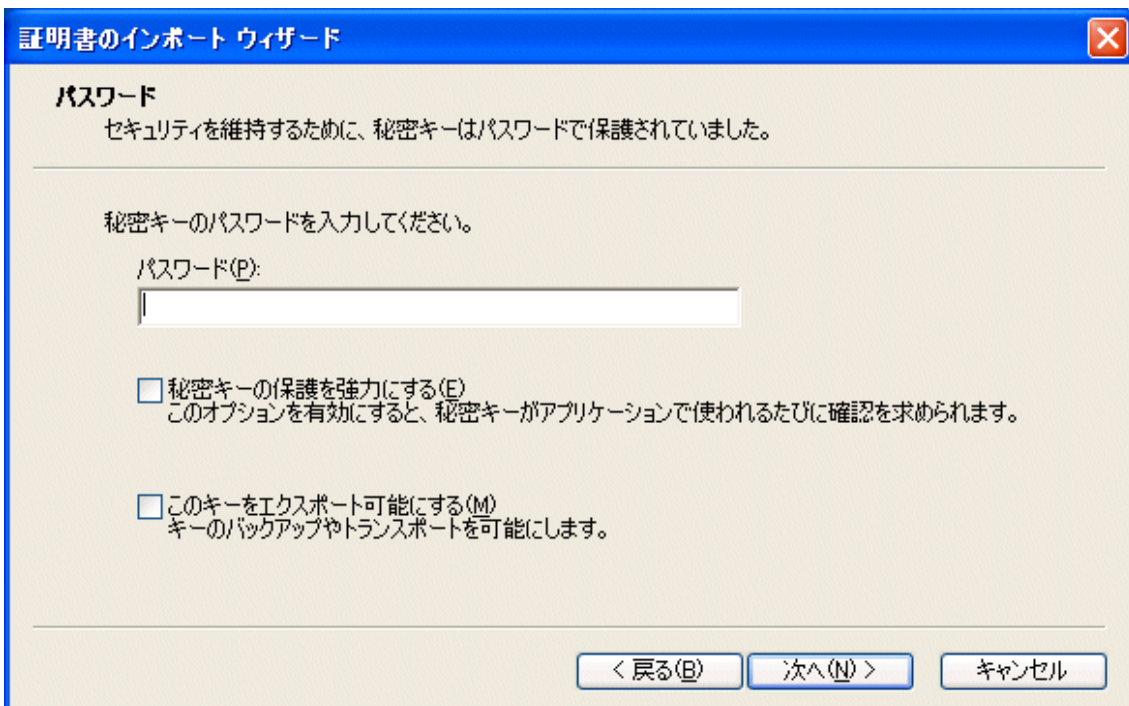 証明書のインポート ウィザード
パスワード
セキュリティを維持するために、秘密キーはパスワードで保護されていました。
秘密キーのパスワードを入力してください。
パスワード(P):
秘密キーの保護を強力にする(E)
このオプションを有効にすると、秘密キーがアプリケーションで使われるたびに確認を求められます。
このキーをエクスポート可能にする(M)
キーのバックアップやトランスポートを可能にします。
< 戻る(B) 次へ(N) > キャンセル